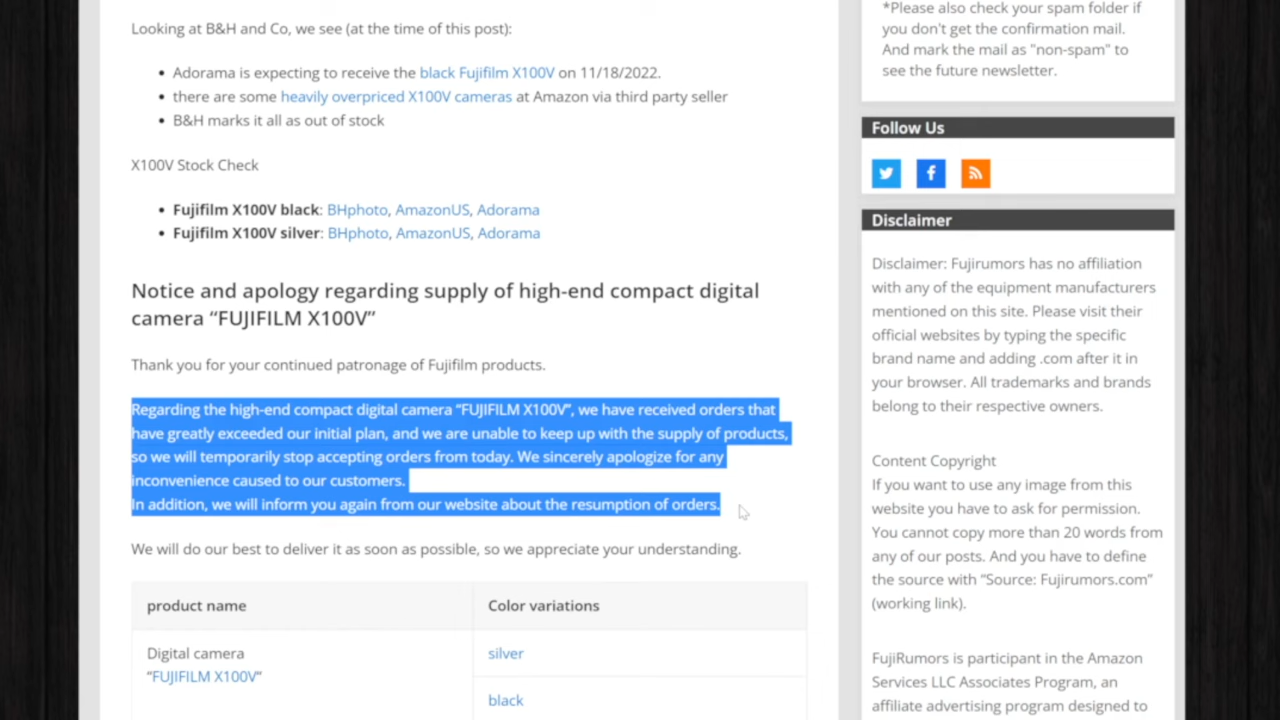 Looking at B&H and Co, we see (at the time of this post):
• Adorama is expecting to receive the black Fujifilm X100V on 11/18/2022.
• there are some heavily overpriced X100V cameras at Amazon via third party seller
• B&H marks it all as out of stock
X100V Stock Check
• Fujifilm X100V black: BHphoto, AmazonUS, Adorama
• Fujifilm X100V silver: BHphoto, AmazonUS, Adorama
Notice and apology regarding supply of high-end compact digital
camera “FUJIFILM X100V”
Thank you for your continued patronage of Fujifilm products.
Regarding the high-end compact digital camera “FUJIFILM X100V”, we have received orders that
have greatly exceeded our initial plan, and we are unable to keep up with the supply of products,
so we will temporarily stop accepting orders from today. We sincerely apologize for any
inconvenience caused to our customers.
In addition, we will inform you again from our website about the resumption of orders.
We will do our best to deliver it as soon as possible, so we appreciate your understanding.
product name
Color variations
Digital camera
“FUJIFILM X100V“
silver
black
*Please also check your spam folder if
you don't get the confirmation mail.
And mark the mail as "non-spam" to
see the future newsletter.
Follow Us
Disclaimer
Disclaimer: Fujirumors has no affiliation
with any of the equipment manufacturers
mentioned on this site. Please visit their
official websites by typing the specific
brand name and adding .com after it in
your browser. All trademarks and brands
belong to their respective owners.
Content Copyright
If you want to use any image from this
website you have to ask for permission.
You cannot copy more than 20 words from
any of our posts. And you have to define
the source with “Source: Fujirumors.com”
(working link).
FujiRumors is participant in the Amazon
Services LLC Associates Program, an
affiliate advertising program designed to